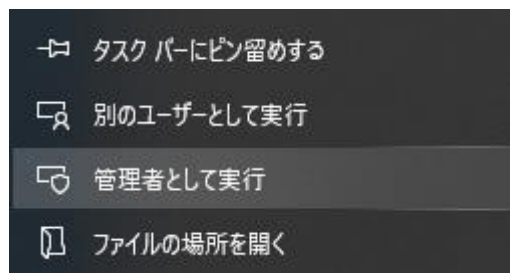 タスク バーにピン留めする
別のユーザーとして実行
管理者として実行
ファイルの場所を開く